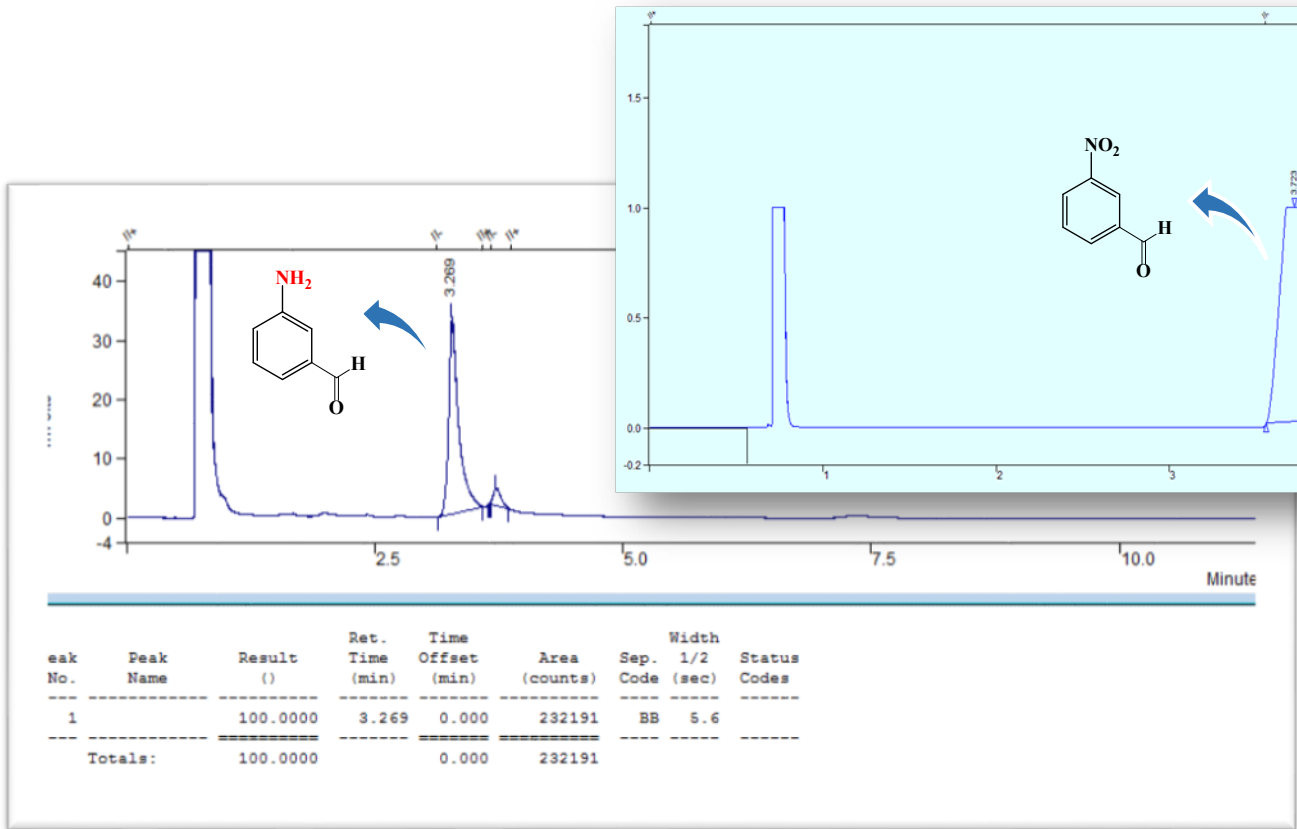 1.5
1.0
0.5
0.0
-0.2
1
2
3
3.723
NO2
H
O
40
30
20
10
0
-4
2.5
5.0
7.5
10.0
Minute
3.269
NH2
H
O
Ret. Time Width
eak Peak Result Time Offset Area Sep. 1/2 Status
No. Name () (min) (min) (counts) Code (sec) Codes
--- ------------- ---------- ------- ------- ---------- ---- ----- ------
1 100.0000 3.269 0.000 232191 BB 5.6
--- ------------- ========== ------- ======= ========== ---- ----- ------
Totals: 100.0000 0.000 232191